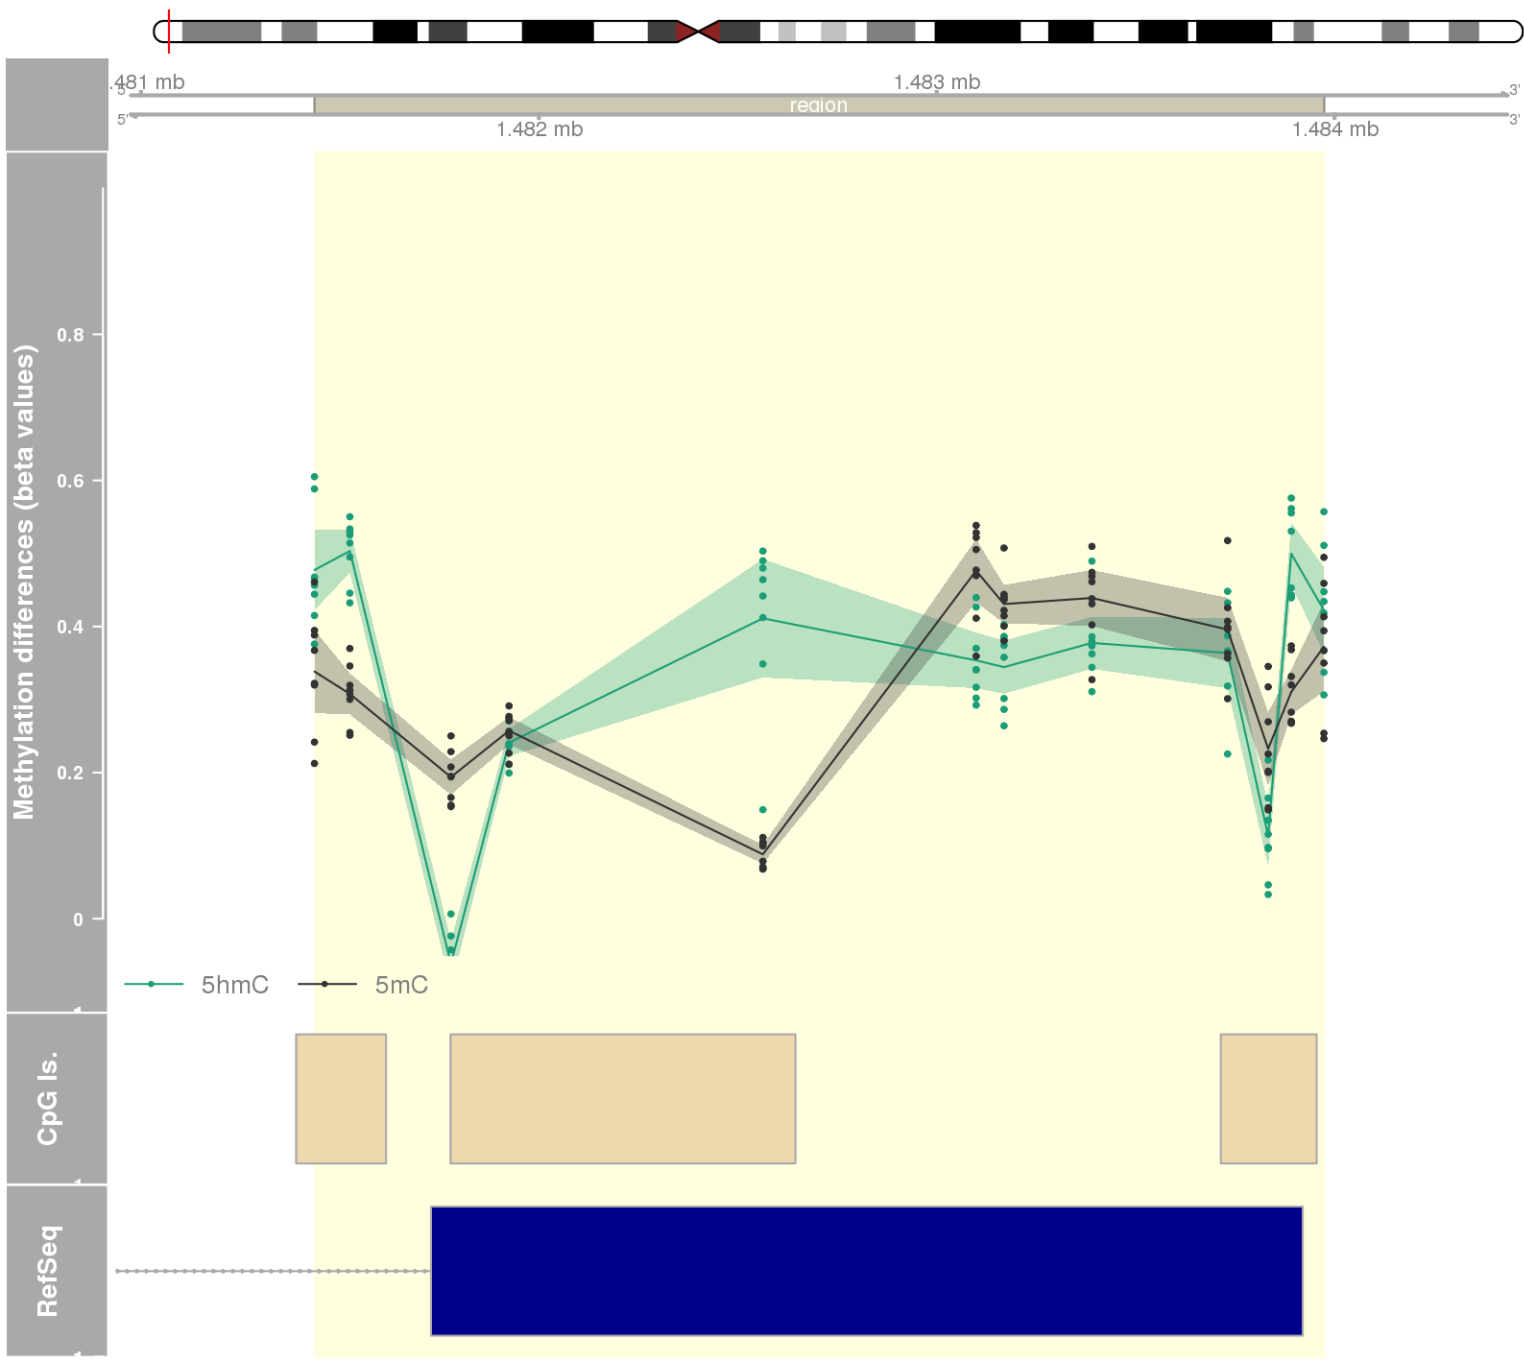 .481 mb
1.483 mb
5'
3'
region
5'
3'
1.482 mb
1.484 mb
Methylation differences (beta values)
0.8
0.6
0.4
0.2
0
5hmC
5mC
CpG Is.
RefSeq